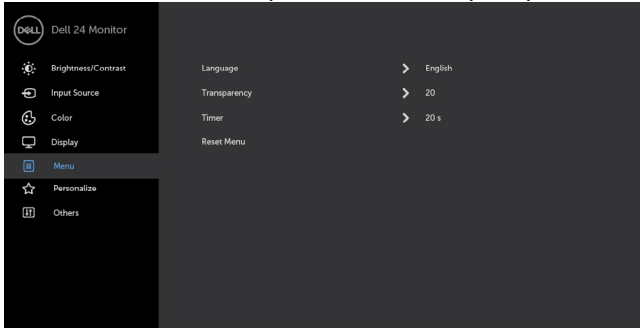 DELL Dell 24 Monitor
Brightness/Contrast Language English
Input Source Transparency 20
Color Timer 20 s
Display Reset Menu
Menu
Personalize
Others